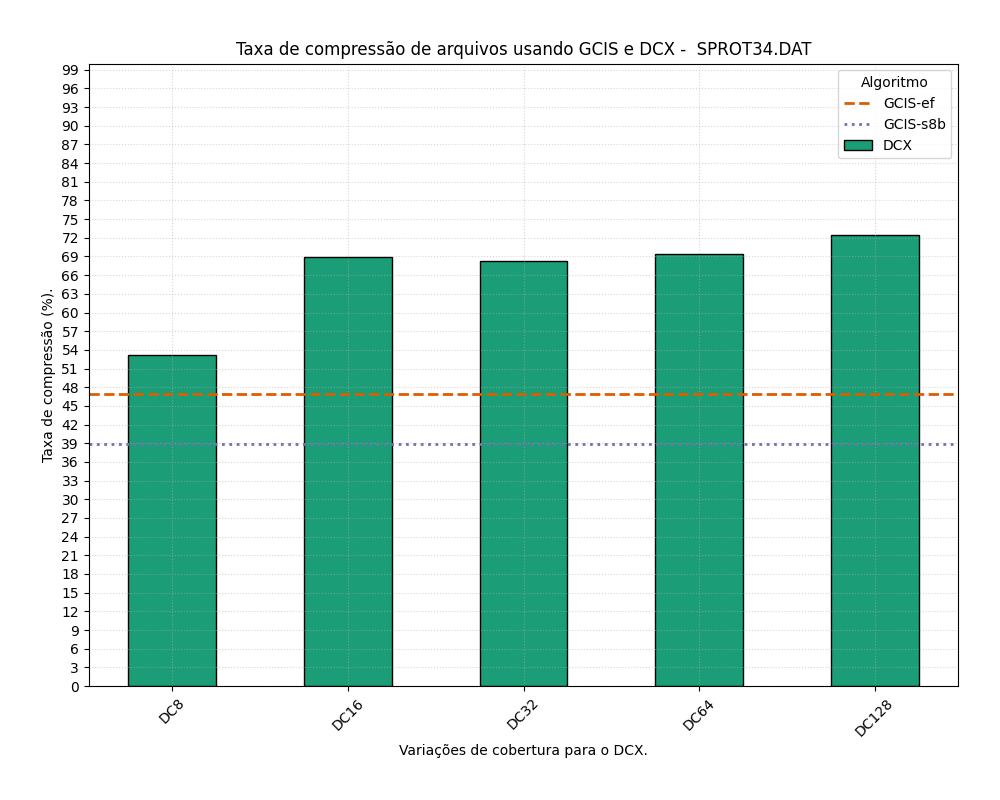 Taxa de compressão de arquivos usando GCIS e DCX -  SPROT34.DAT
Algoritmo
GCIS-ef
GCIS-s8b
DCX
Taxa de compressão (%).
99
96
93
90
87
84
81
78
75
72
69
66
63
60
57
54
51
48
45
42
39
36
33
30
27
24
21
18
15
12
9
6
3
0
DC8
DC16
DC32
DC64
DC128
Variações de cobertura para o DCX.